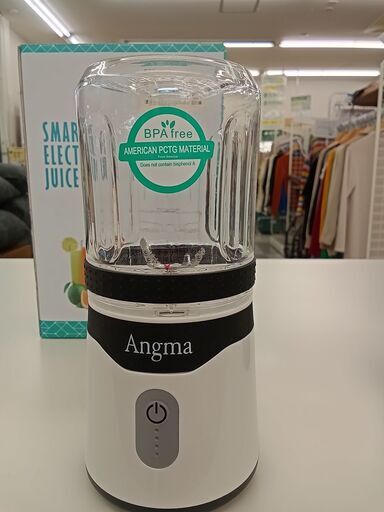 SMAR
ELECT
JUICE
BPA free
AMERICAN PCTG MATERIAL
Does not contain bisphenol A
Angma